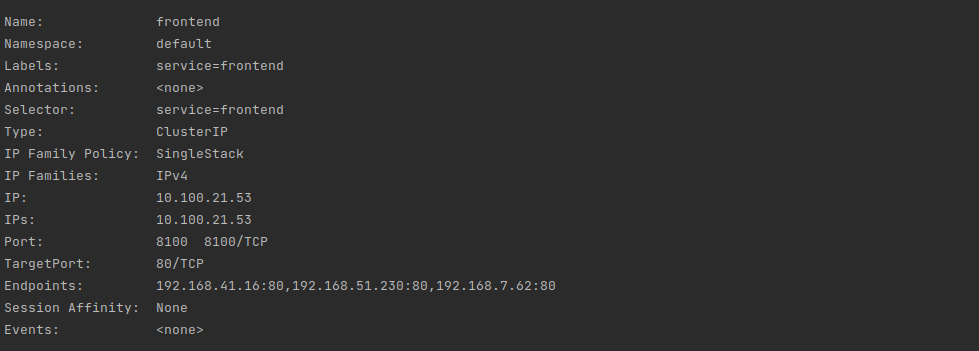 Name:              frontend
Namespace:         default
Labels:            service=frontend
Annotations:       <none>
Selector:          service=frontend
Type:              ClusterIP
IP Family Policy:  SingleStack
IP Families:       IPv4
IP:                10.100.21.53
IPs:               10.100.21.53
Port:              8100  8100/TCP
TargetPort:        80/TCP
Endpoints:         192.168.41.16:80,192.168.51.230:80,192.168.7.62:80
Session Affinity:  None
Events:            <none>